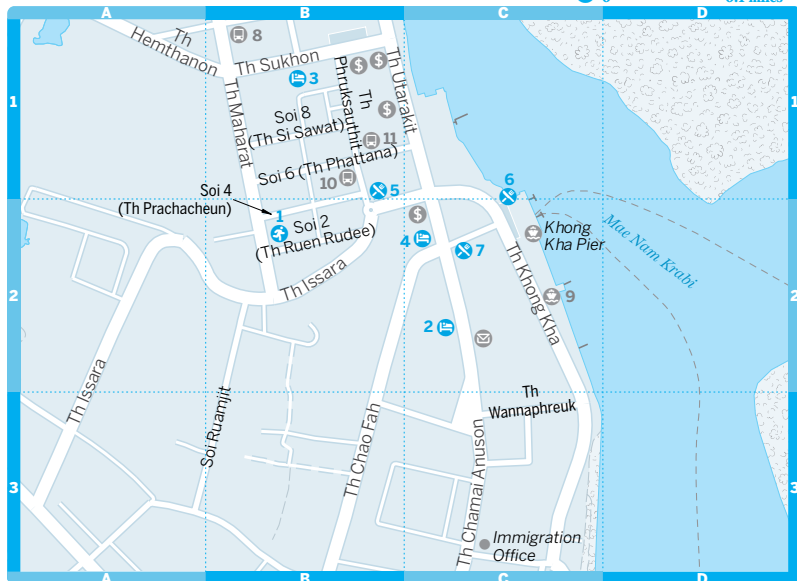 A
B
C
D
1
2
3
1
2
3
A
B
C
D
Th
Hemthanon
8
Th Sukhon
3
Th Maharat
Th
Phruksauthit
Th Utarakit
Soi 8
(Th Si Sawat)
11
Soi 6 (Th Phattana)
10
5
6
Soi 4
(Th Prachacheun)
1
Soi 2
(Th Ruen Rudee)
4
7
Khong
Kha Pier
Mae Nam Krabi
Th Issara
Th Khong Kha
9
2
Th Issara
Soi Ruamjit
Th Chao Fah
Th
Wannaphreuk
Th Chamai Anuson
Immigration
Office
$
$
$
$